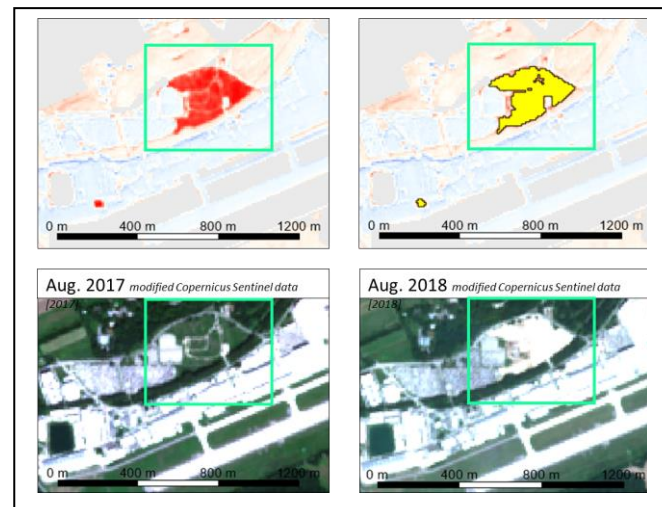 0 m 400 m 800 m 1200 m
0 m 400 m 800 m 1200 m
Aug. 2017 modified Copernicus Sentinel data
[2017]
0 m 400 m 800 m 1200 m
Aug. 2018 modified Copernicus Sentinel data
[2018]
0 m 400 m 800 m 1200 m